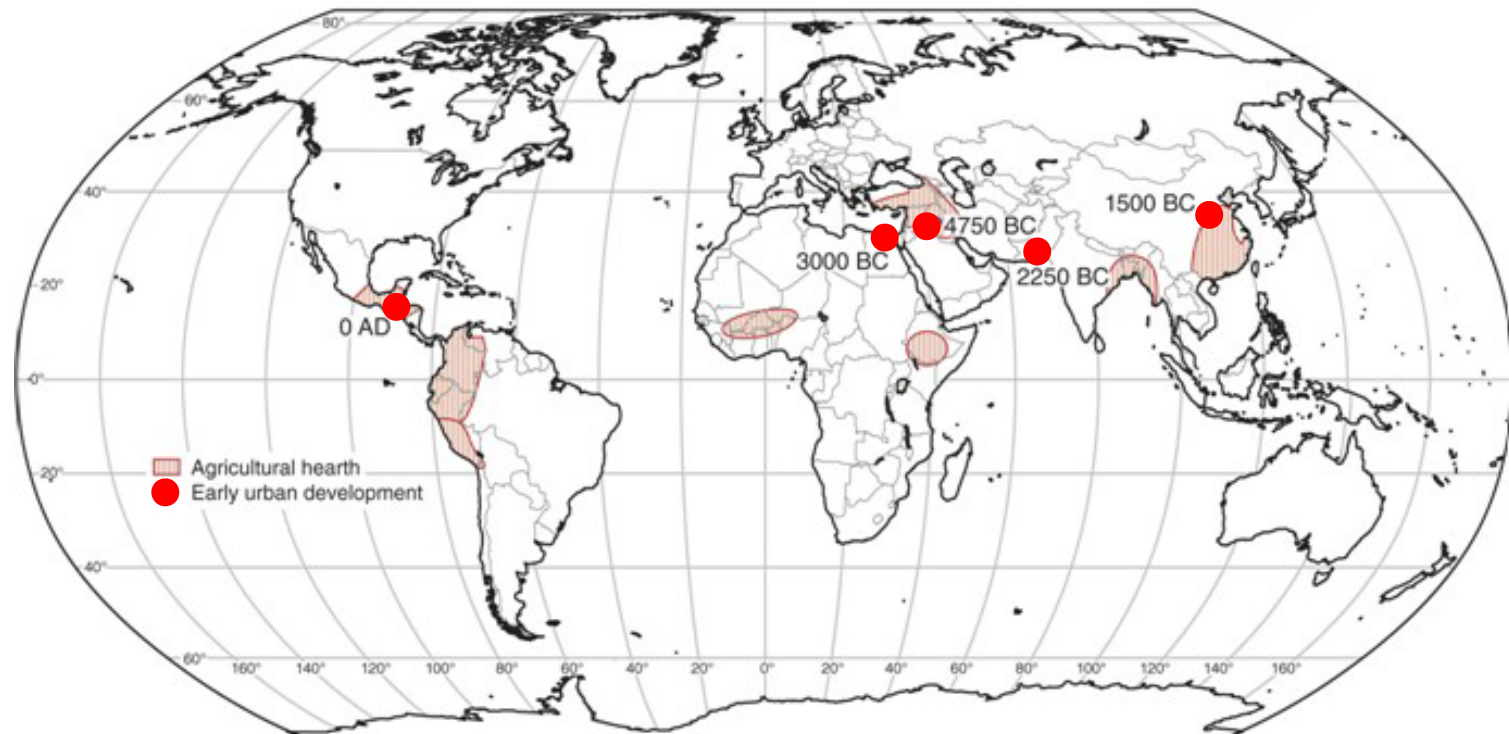 80°
60°
40°
1500 BC
4750 BC
3000 BC
2250 BC
20°
0 AD
0°
Agricultural hearth
20°
Early urban development
40°
60°
160° 140° 120° 100° 80° 60° 40° 20° 0° 20° 40° 60° 80° 100° 120° 140° 160°